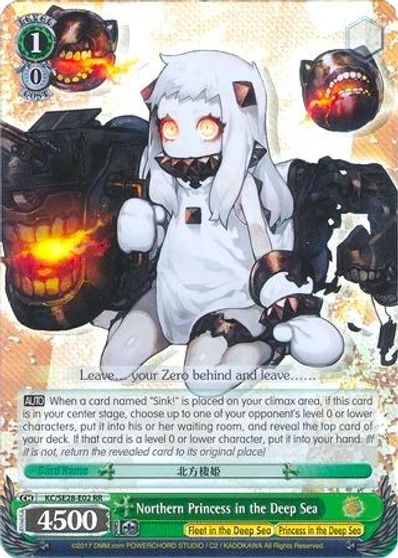 LEVEL
1
0
COST
Leave... your Zero behind and leave......
AUTO When a card named "Sink!" is placed on your climax area, if this card
is in your center stage, choose up to one of your opponent's level 0 or lower
characters, put it into his or her waiting room, and reveal the top card of
your deck. If that card is a level 0 or lower character, put it into your hand. (If
it is not, return the revealed card to its original place)
Card Name
北方棲姫
CH KC/SE28-E02 RR
4500
Northern Princess in the Deep Sea
Fleet in the Deep Sea
Princess in the Deep Sea
©2017 DMM.com POWERCHORD STUDIO / C2 / KADOKAWA All Rights Reserved.